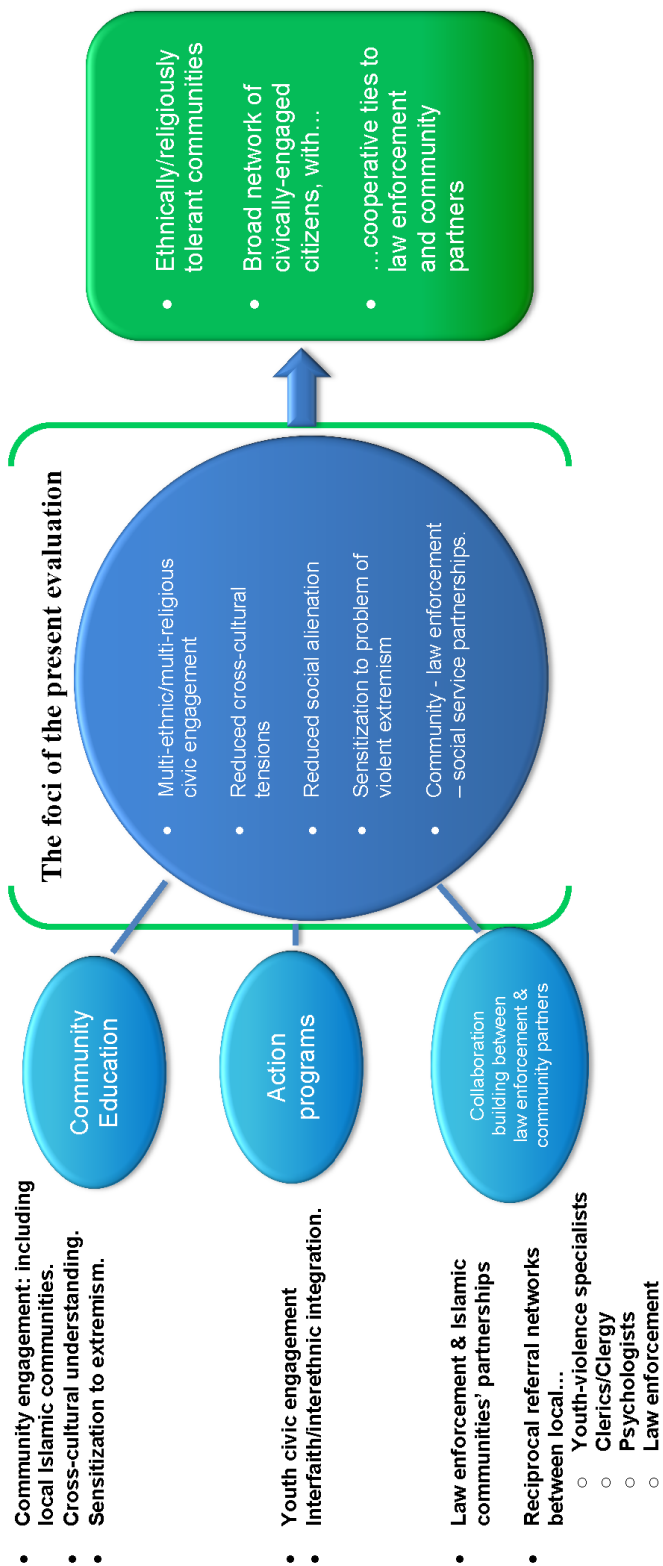 The foci of the present evaluation
• Community engagement: including
local Islamic communities.
• Cross-cultural understanding.
• Sensitization to extremism.
Community
Education
• Youth civic engagement
• Interfaith/interethnic integration.
Action
programs
• Law enforcement & Islamic
communities’ partnerships
• Reciprocal referral networks
between local...
○ Youth-violence specialists
○ Clerics/Clergy
○ Psychologists
○ Law enforcement
Collaboration
building between
law enforcement &
community partners
• Multi-ethnic/multi-religious
civic engagement
• Reduced cross-cultural
tensions
• Reduced social alienation
• Sensitization to problem of
violent extremism
• Community - law enforcement
– social service partnerships.
• Ethnically/religiously
tolerant communities
• Broad network of
civically-engaged
citizens, with…
• …cooperative ties to
law enforcement
and community
partners